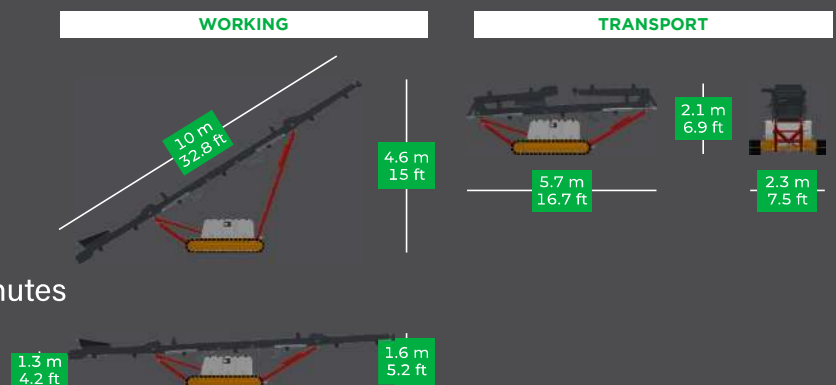 WORKING
TRANSPORT
10 m
32.8 ft
4.6 m
15 ft
2.1 m
6.9 ft
5.7 m
16.7 ft
2.3 m
7.5 ft
nutes
1.3 m
4.2 ft
1.6 m
5.2 ft